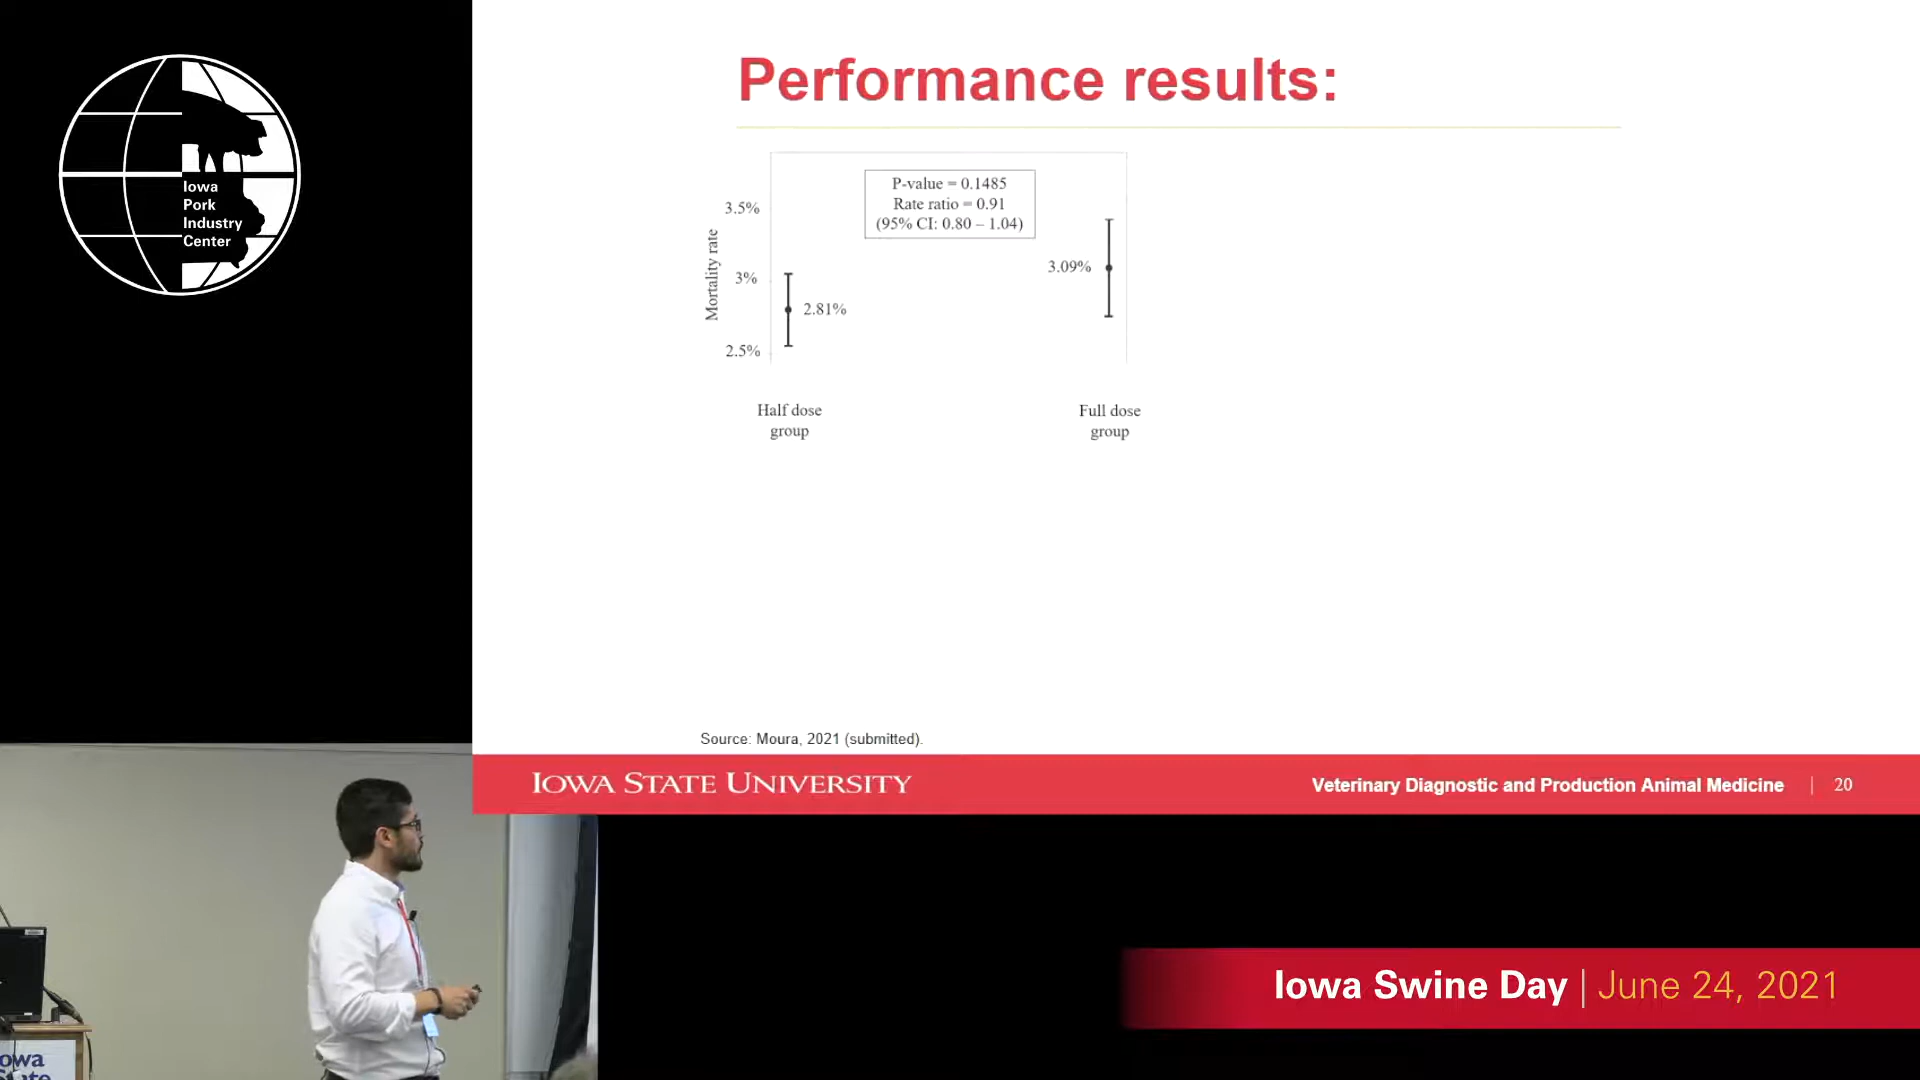 Iowa
Pork
Industry
Center
Performance results:
P-value = 0.1485
Rate ratio = 0.91
(95% CI: 0.80 – 1.04)
3.5%
3%
2.5%
Mortality rate
2.81%
3.09%
Half dose
group
Full dose
group
Source: Moura, 2021 (submitted).
IOWA STATE UNIVERSITY
Veterinary Diagnostic and Production Animal Medicine | 20
Iowa Swine Day | June 24, 2021
owa
State